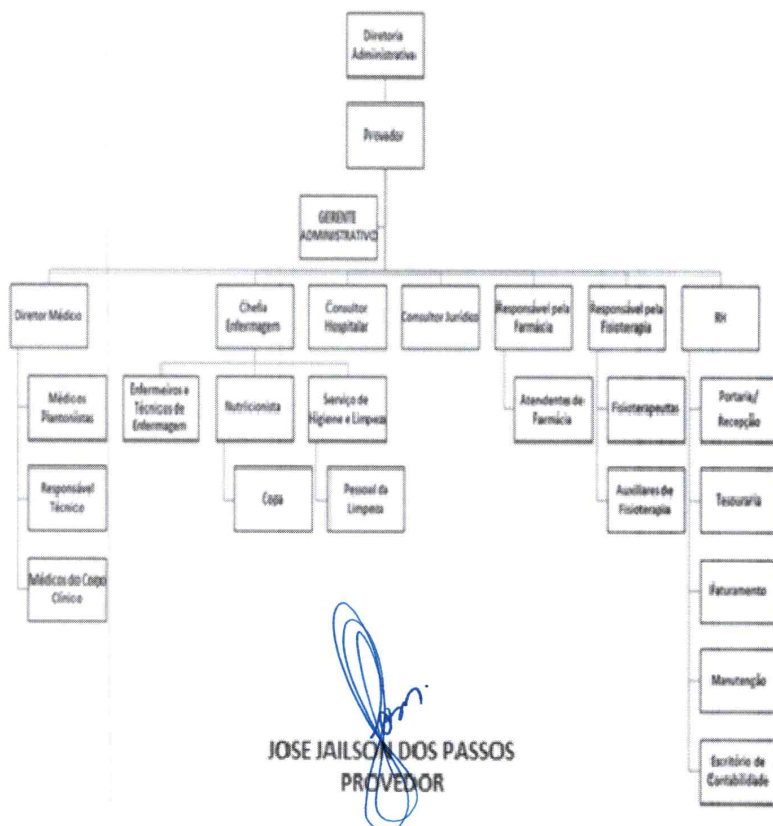 Diretoria
Administrativa
Provedor
GERENTE
ADMINISTRATIVO
Diretor Médico
Chefia
Enfermagem
Consultor
Hospitalar
Consultor Jurídico
Responsável pela
Farmácia
Responsável pela
Fisioterapia
RH
Médicos
Plantonistas
Enfermeiros e
Técnicos de
Enfermagem
Nutricionista
Serviço de
Higiene e Limpeza
Atendentes de
Farmácia
Fisioterapeutas
Portaria/
Recepção
Responsável
Técnico
Copa
Pessoal da
Limpeza
Auxiliares de
Fisioterapia
Tesouraria
Médicos do Corpo
Clínico
Faturamento
Manutenção
Escritório de
Contabilidade
JOSE JAILSON DOS PASSOS
PROVEDOR